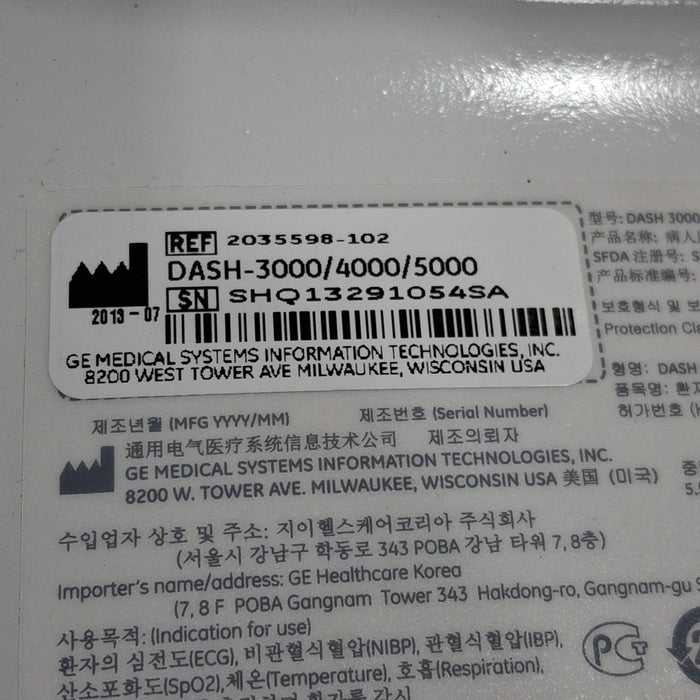 REF 2035598-102
DASH-3000/4000/5000
SN SHQ13291054SA
2013-07
GE MEDICAL SYSTEMS INFORMATION TECHNOLOGIES, INC.
8200 WEST TOWER AVE MILWAUKEE, WISCONSIN USA
型号: DASH 3000
产品名称: 病人
SFDA 注册号: S
产品标准编号:
보호형식 및 보
Protection Cla
형명: DASH
품목명: 환자
허가번호 (
제조년월 (MFG YYYY/MM) 제조번호 (Serial Number)
通用电气医疗系统信息技术公司 제조의뢰자
GE MEDICAL SYSTEMS INFORMATION TECHNOLOGIES, INC.
8200 W. TOWER AVE. MILWAUKEE, WISCONSIN USA 美国 (미국)
수입업자 상호 및 주소: 지이헬스케어코리아 주식회사
(서울시 강남구 학동로 343 POBA 강남 타워 7, 8층)
Importer's name/address: GE Healthcare Korea
(7, 8 F POBA Gangnam Tower 343 Hakdong-ro, Gangnam-gu S
사용목적: (Indication for use)
환자의 심전도(ECG), 비관혈식혈압(NIBP), 관혈식혈압(IBP),
산소포화도(SpO2), 체온(Temperature), 호흡(Respiration),